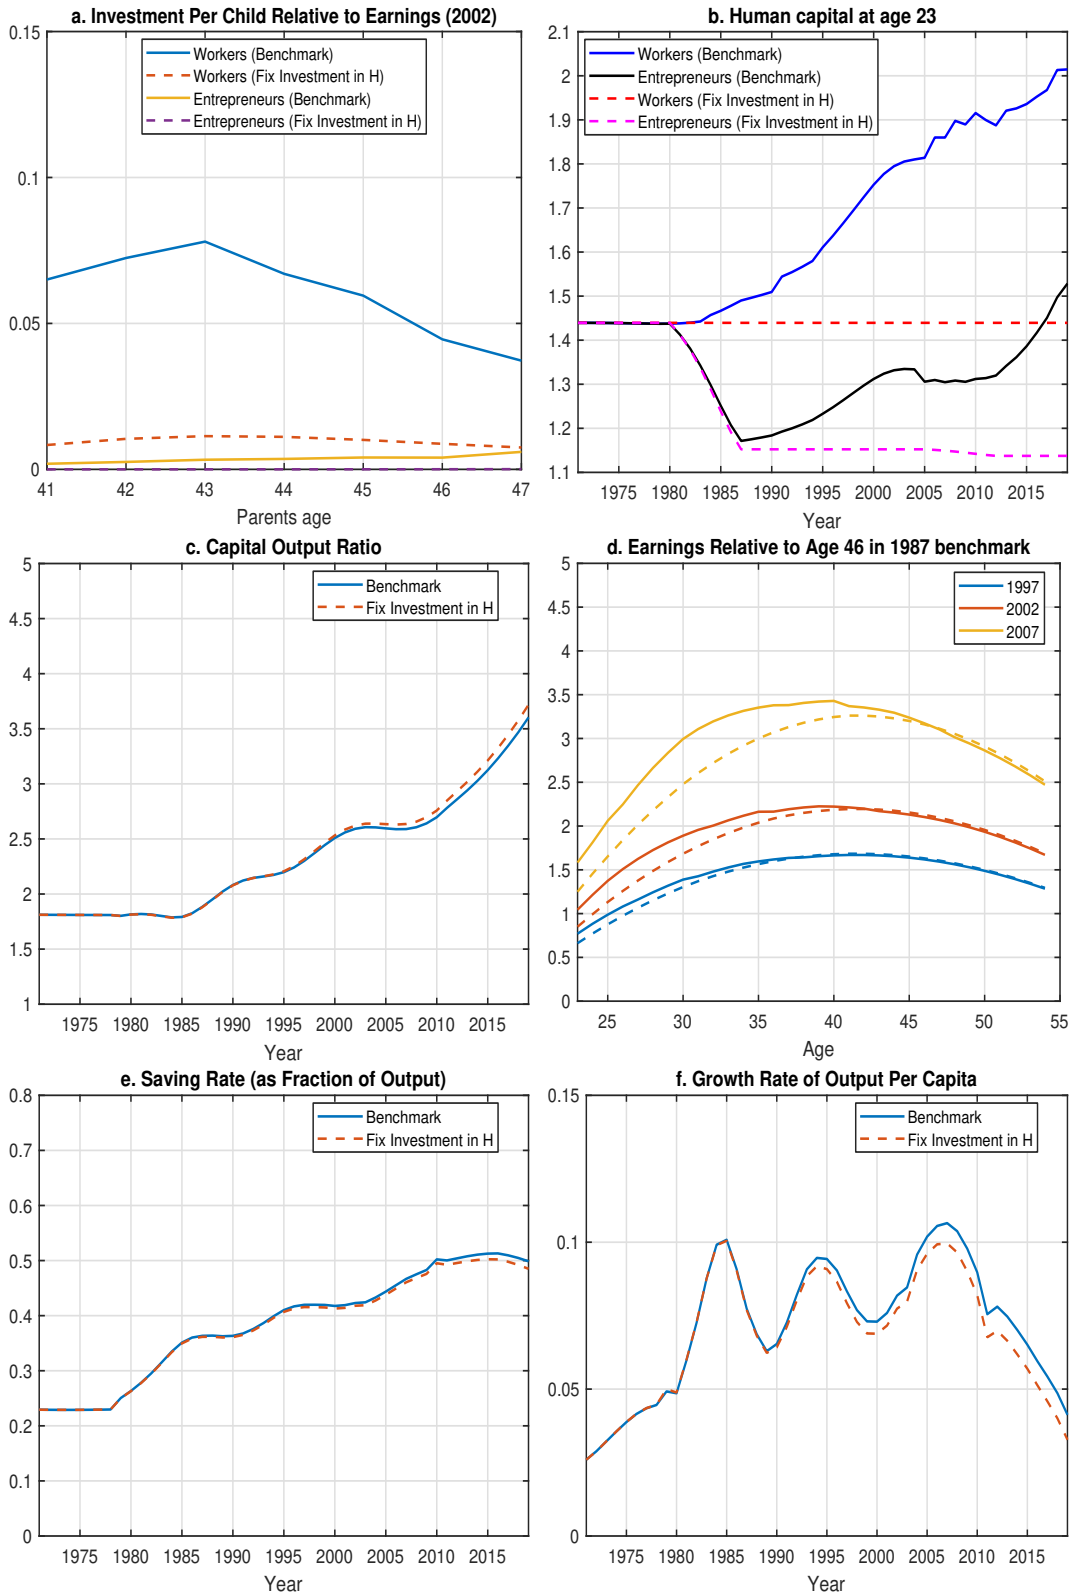 a. Investment Per Child Relative to Earnings (2002)
0.15
0.1
0.05
0
Workers (Benchmark)
Workers (Fix Investment in H)
Entrepreneurs (Benchmark)
Entrepreneurs (Fix Investment in H)
41 42 43 44 45 46 47
Parents age
b. Human capital at age 23
2.1
2
1.9
1.8
1.7
1.6
1.5
1.4
1.3
1.2
1.1
Workers (Benchmark)
Entrepreneurs (Benchmark)
Workers (Fix Investment in H)
Entrepreneurs (Fix Investment in H)
1975 1980 1985 1990 1995 2000 2005 2010 2015
Year
c. Capital Output Ratio
5
4.5
4
3.5
3
2.5
2
1.5
1
Benchmark
Fix Investment in H
1975 1980 1985 1990 1995 2000 2005 2010 2015
Year
d. Earnings Relative to Age 46 in 1987 benchmark
5
4.5
4
3.5
3
2.5
2
1.5
1
0.5
0
1997
2002
2007
25 30 35 40 45 50 55
Age
e. Saving Rate (as Fraction of Output)
0.8
0.7
0.6
0.5
0.4
0.3
0.2
0.1
0
Benchmark
Fix Investment in H
1975 1980 1985 1990 1995 2000 2005 2010 2015
Year
f. Growth Rate of Output Per Capita
0.15
0.1
0.05
0
Benchmark
Fix Investment in H
1975 1980 1985 1990 1995 2000 2005 2010 2015
Year